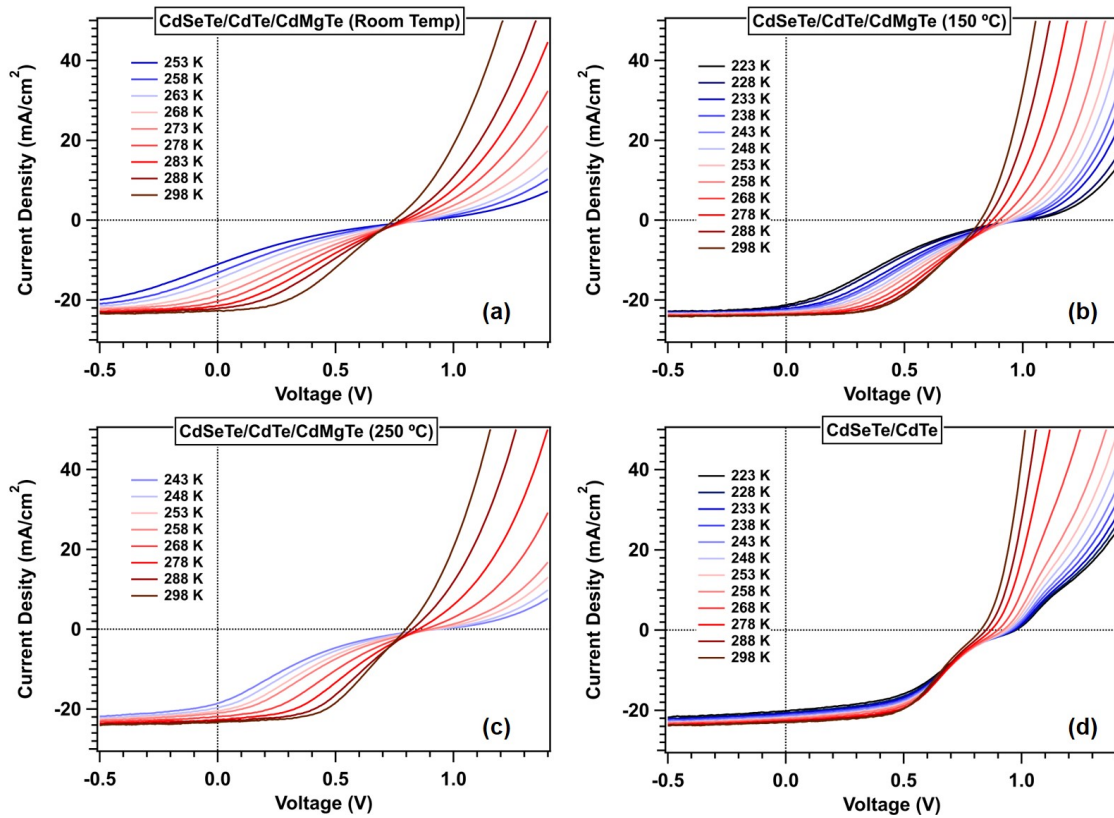 CdSeTe/CdTe/CdMgTe (Room Temp)
Current Density (mA/cm2)
40
20
0
-20
253 K
258 K
263 K
268 K
273 K
278 K
283 K
288 K
298 K
(a)
-0.5
0.0
0.5
1.0
Voltage (V)
CdSeTe/CdTe/CdMgTe (150 ºC)
Current Density (mA/cm2)
40
20
0
-20
223 K
228 K
233 K
238 K
243 K
248 K
253 K
258 K
268 K
278 K
288 K
298 K
(b)
-0.5
0.0
0.5
1.0
Voltage (V)
CdSeTe/CdTe/CdMgTe (250 ºC)
Current Desity (mA/cm2)
40
20
0
-20
243 K
248 K
253 K
258 K
268 K
278 K
288 K
298 K
(c)
-0.5
0.0
0.5
1.0
Voltage (V)
CdSeTe/CdTe
Current Density (mA/cm2)
40
20
0
-20
223 K
228 K
233 K
238 K
243 K
248 K
253 K
258 K
268 K
278 K
288 K
298 K
(d)
-0.5
0.0
0.5
1.0
Voltage (V)